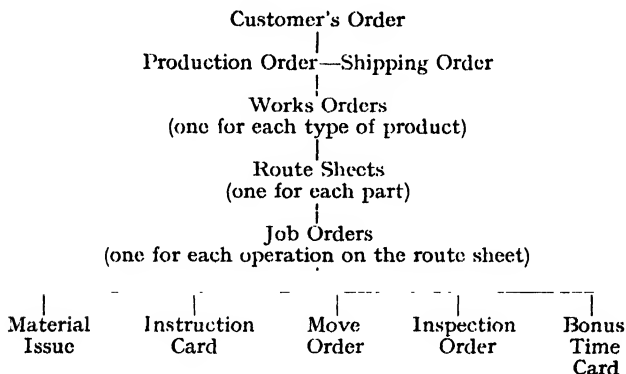 Customer's Order
Production Order—Shipping Order
Works Orders
(one for each type of product)
Route Sheets
(one for each part)
Job Orders
(one for each operation on the route sheet)
Material Instruction Move Inspection Bonus
Issue Card Order Order Time
Card